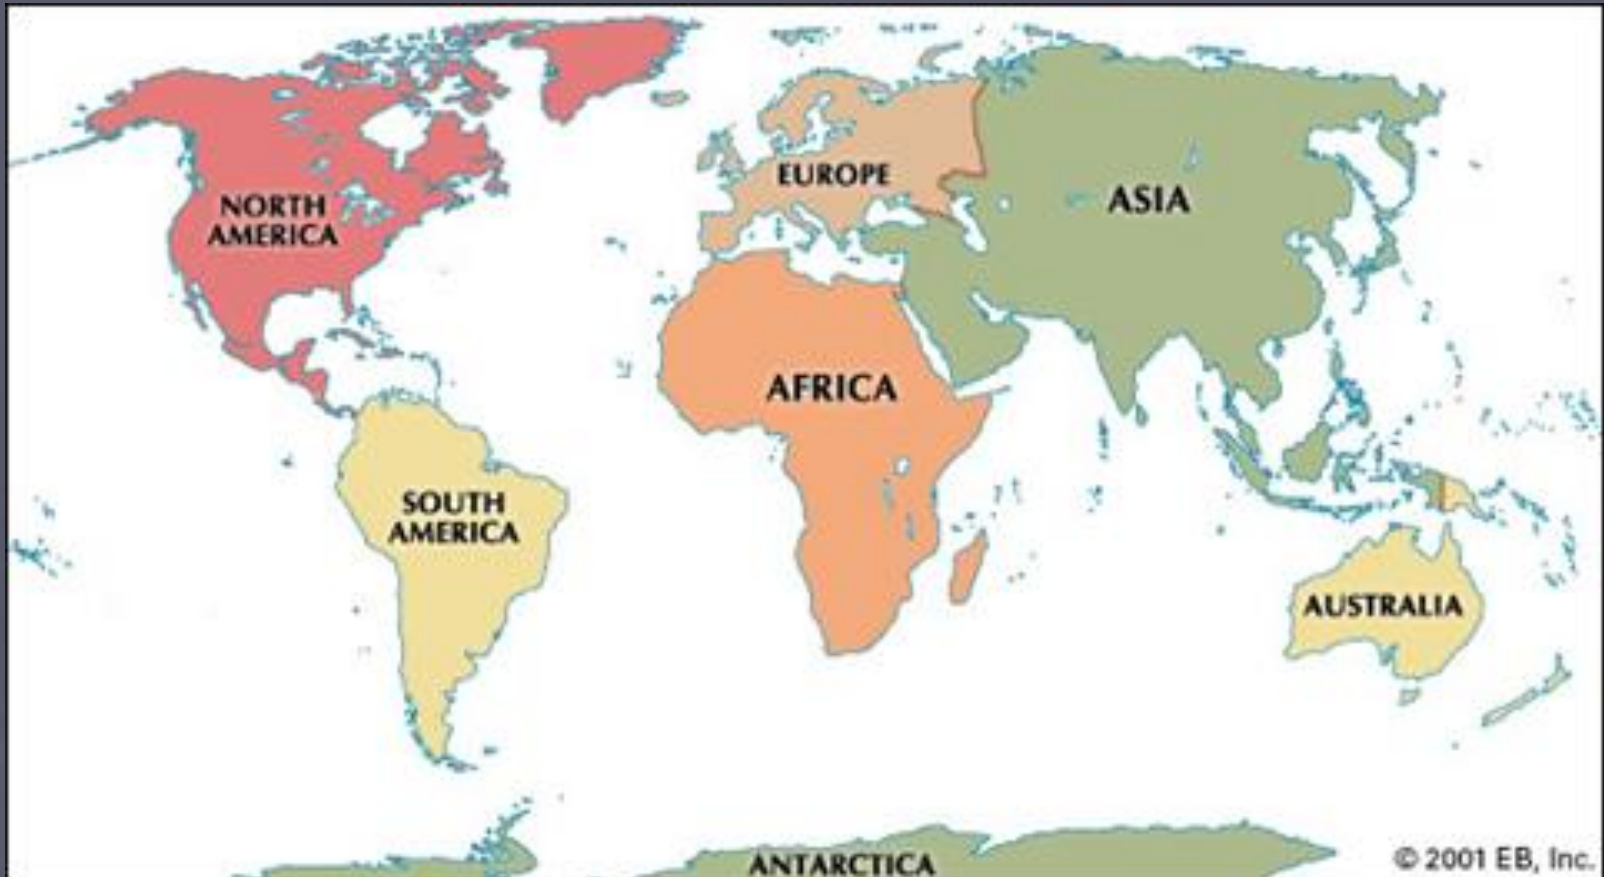 NORTH
AMERICA
EUROPE
ASIA
AFRICA
SOUTH
AMERICA
AUSTRALIA
ANTARCTICA
© 2001 EB, Inc.